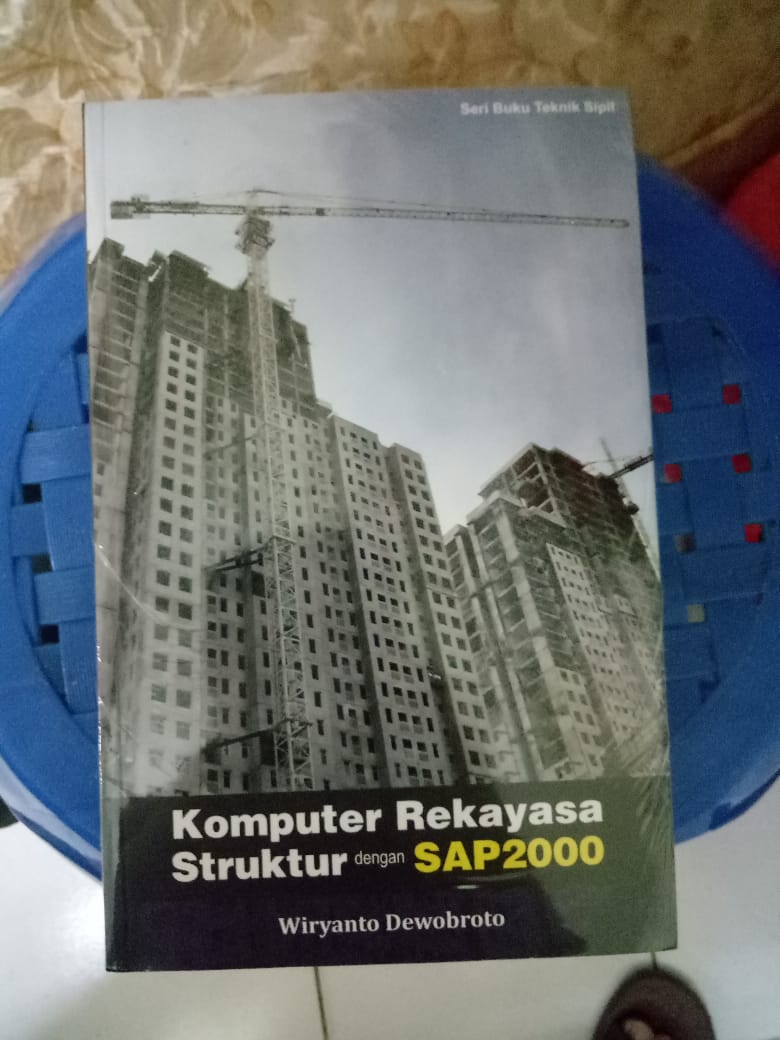 Seri Buku Teknik Sipil
Komputer Rekayasa
Struktur dengan SAP2000
Wiryanto Dewobroto